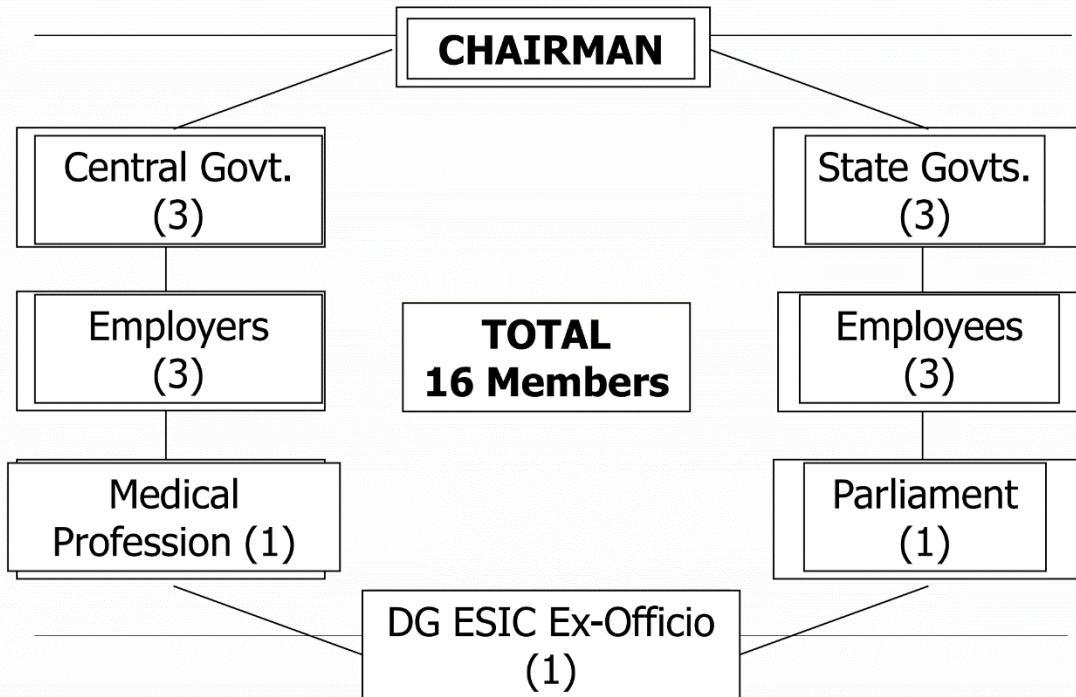 CHAIRMAN
Central Govt.
(3)
State Govts.
(3)
Employers
(3)
TOTAL
16 Members
Employees
(3)
Medical
Profession (1)
Parliament
(1)
DG ESIC Ex-Officio
(1)